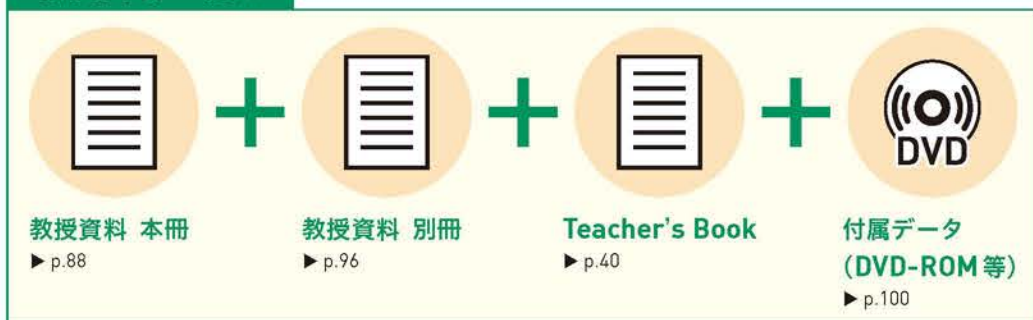 DVD
教授資料 本冊
▶ p.88
教授資料 別冊
▶ p.96
Teacher's Book
▶ p.40
付属データ
(DVD-ROM等)
▶ p.100